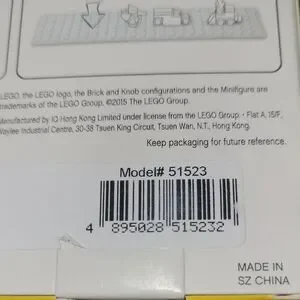 LEGO, the LEGO logo, the Brick and Knob configurations and the Minifigure are
trademarks of the LEGO Group. ©2015 The LEGO Group.
Manufactured by IQ Hong Kong Limited under license from the LEGO Group. • Flat A, 15/F,
Waylee Industrial Centre, 30-38 Tsuen King Circuit, Tsuen Wan, N.T., Hong Kong.
Keep packaging for future reference.
Model# 51523
4 895028 515232
MADE IN
SZ CHINA